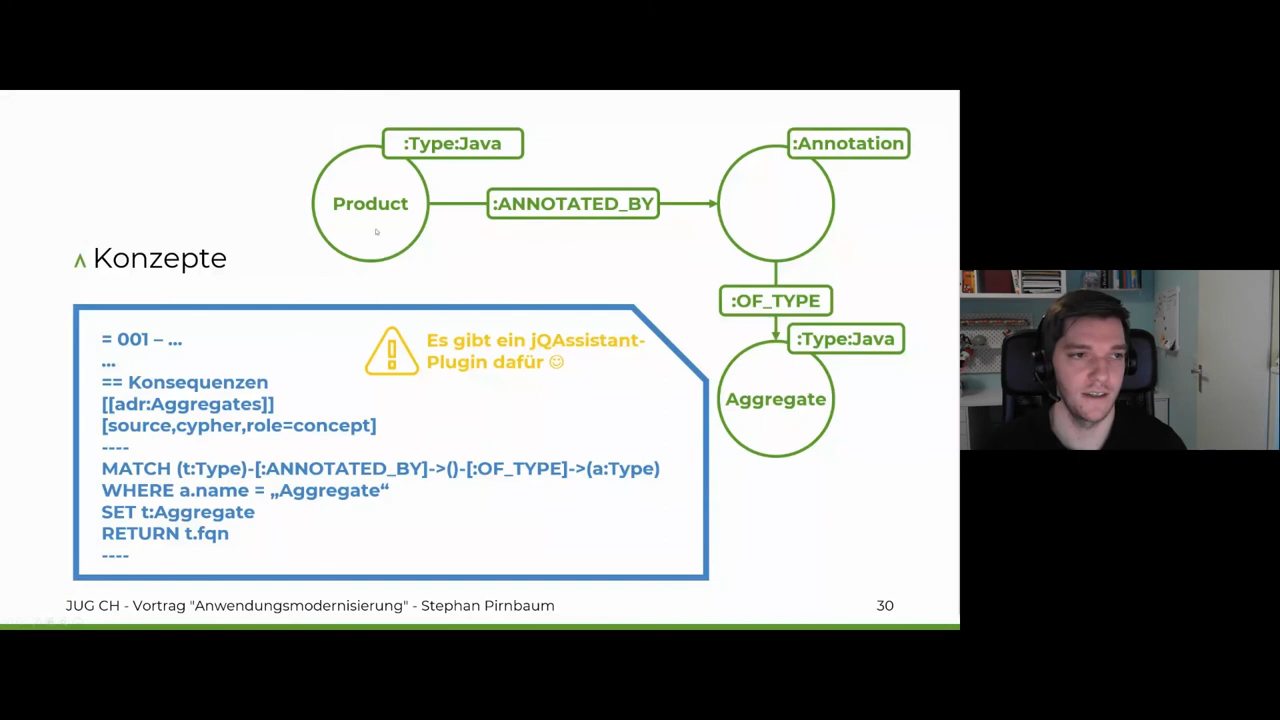 :Type:Java
:Annotation
Product
:ANNOTATED_BY
:OF_TYPE
:Type:Java
Aggregate
∧ Konzepte
= 001 – ...
...
== Konsequenzen
[[adr:Aggregates]]
[source,cypher,role=concept]
----
MATCH (t:Type)-[:ANNOTATED_BY]->()-[:OF_TYPE]->(a:Type)
WHERE a.name = „Aggregate“
SET t:Aggregate
RETURN t.fqn
----
Es gibt ein jQAssistant-
Plugin dafür ☺
JUG CH - Vortrag "Anwendungsmodernisierung" - Stephan Pirnbaum
30